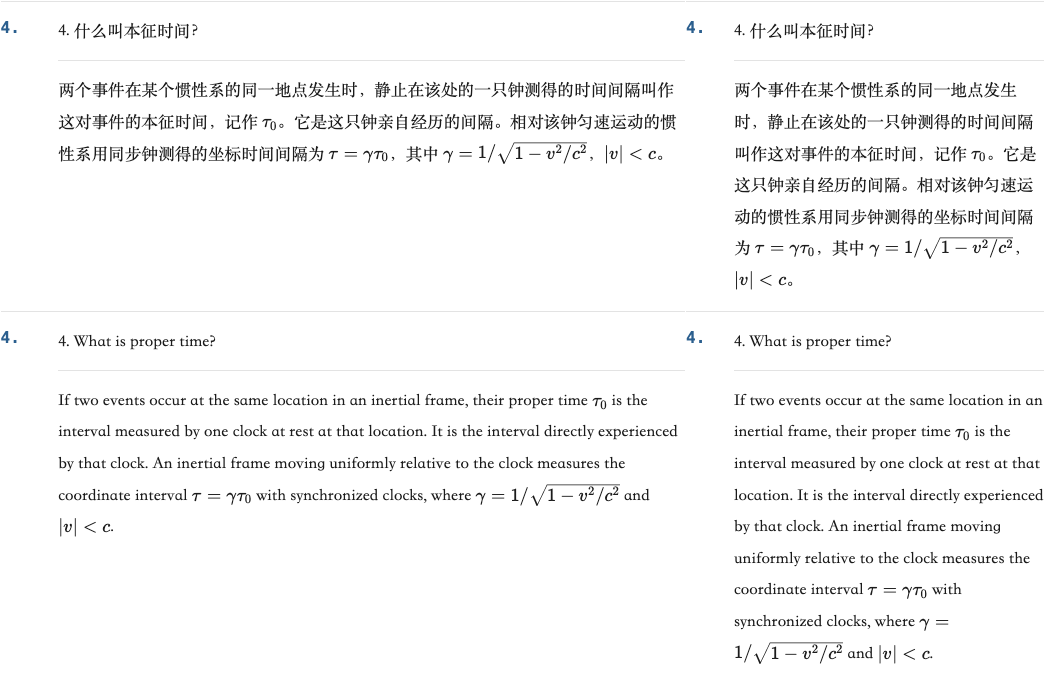 4.
4. 什么叫本征时间?
两个事件在某个惯性系的同一地点发生时，静止在该处的一只钟测得的时间间隔叫作
这对事件的本征时间，记作 τ₀。它是这只钟亲自经历的间隔。相对该钟匀速运动的惯
性系用同步钟测得的坐标时间间隔为 τ = γτ₀，其中 γ = 1/√(1 − v²/c²)，|v| < c。
4.
4. 什么叫本征时间?
两个事件在某个惯性系的同一地点发生
时，静止在该处的一只钟测得的时间间隔
叫作这对事件的本征时间，记作 τ₀。它是
这只钟亲自经历的间隔。相对该钟匀速运
动的惯性系用同步钟测得的坐标时间间隔
为 τ = γτ₀，其中 γ = 1/√(1 − v²/c²)，
|v| < c。
4.
4. What is proper time?
If two events occur at the same location in an inertial frame, their proper time τ₀ is the
interval measured by one clock at rest at that location. It is the interval directly experienced
by that clock. An inertial frame moving uniformly relative to the clock measures the
coordinate interval τ = γτ₀ with synchronized clocks, where γ = 1/√(1 − v²/c²) and
|v| < c.
4.
4. What is proper time?
If two events occur at the same location in an
inertial frame, their proper time τ₀ is the
interval measured by one clock at rest at that
location. It is the interval directly experienced
by that clock. An inertial frame moving
uniformly relative to the clock measures the
coordinate interval τ = γτ₀ with
synchronized clocks, where γ =
1/√(1 − v²/c²) and |v| < c.